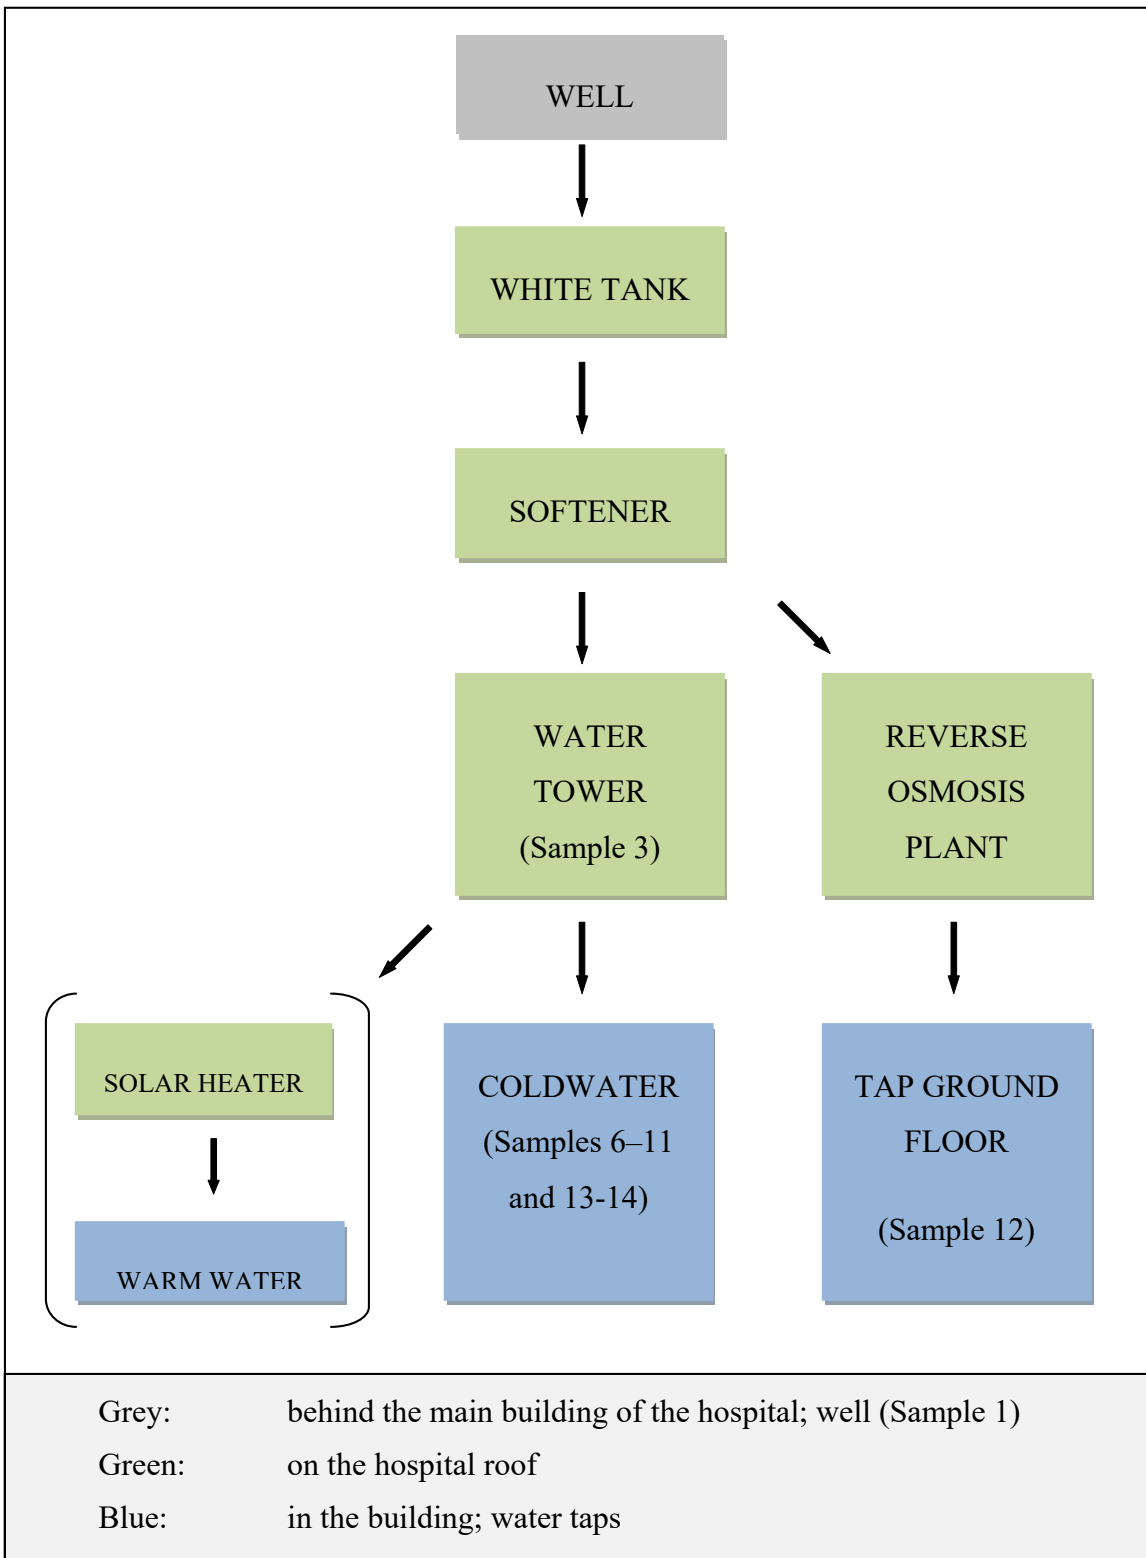 WELL
WHITE TANK
SOFTENER
WATER
TOWER
(Sample 3)
REVERSE
OSMOSIS
PLANT
SOLAR HEATER
WARM WATER
COLDWATER
(Samples 6–11
and 13-14)
TAP GROUND
FLOOR
(Sample 12)
Grey: behind the main building of the hospital; well (Sample 1)
Green: on the hospital roof
Blue: in the building; water taps